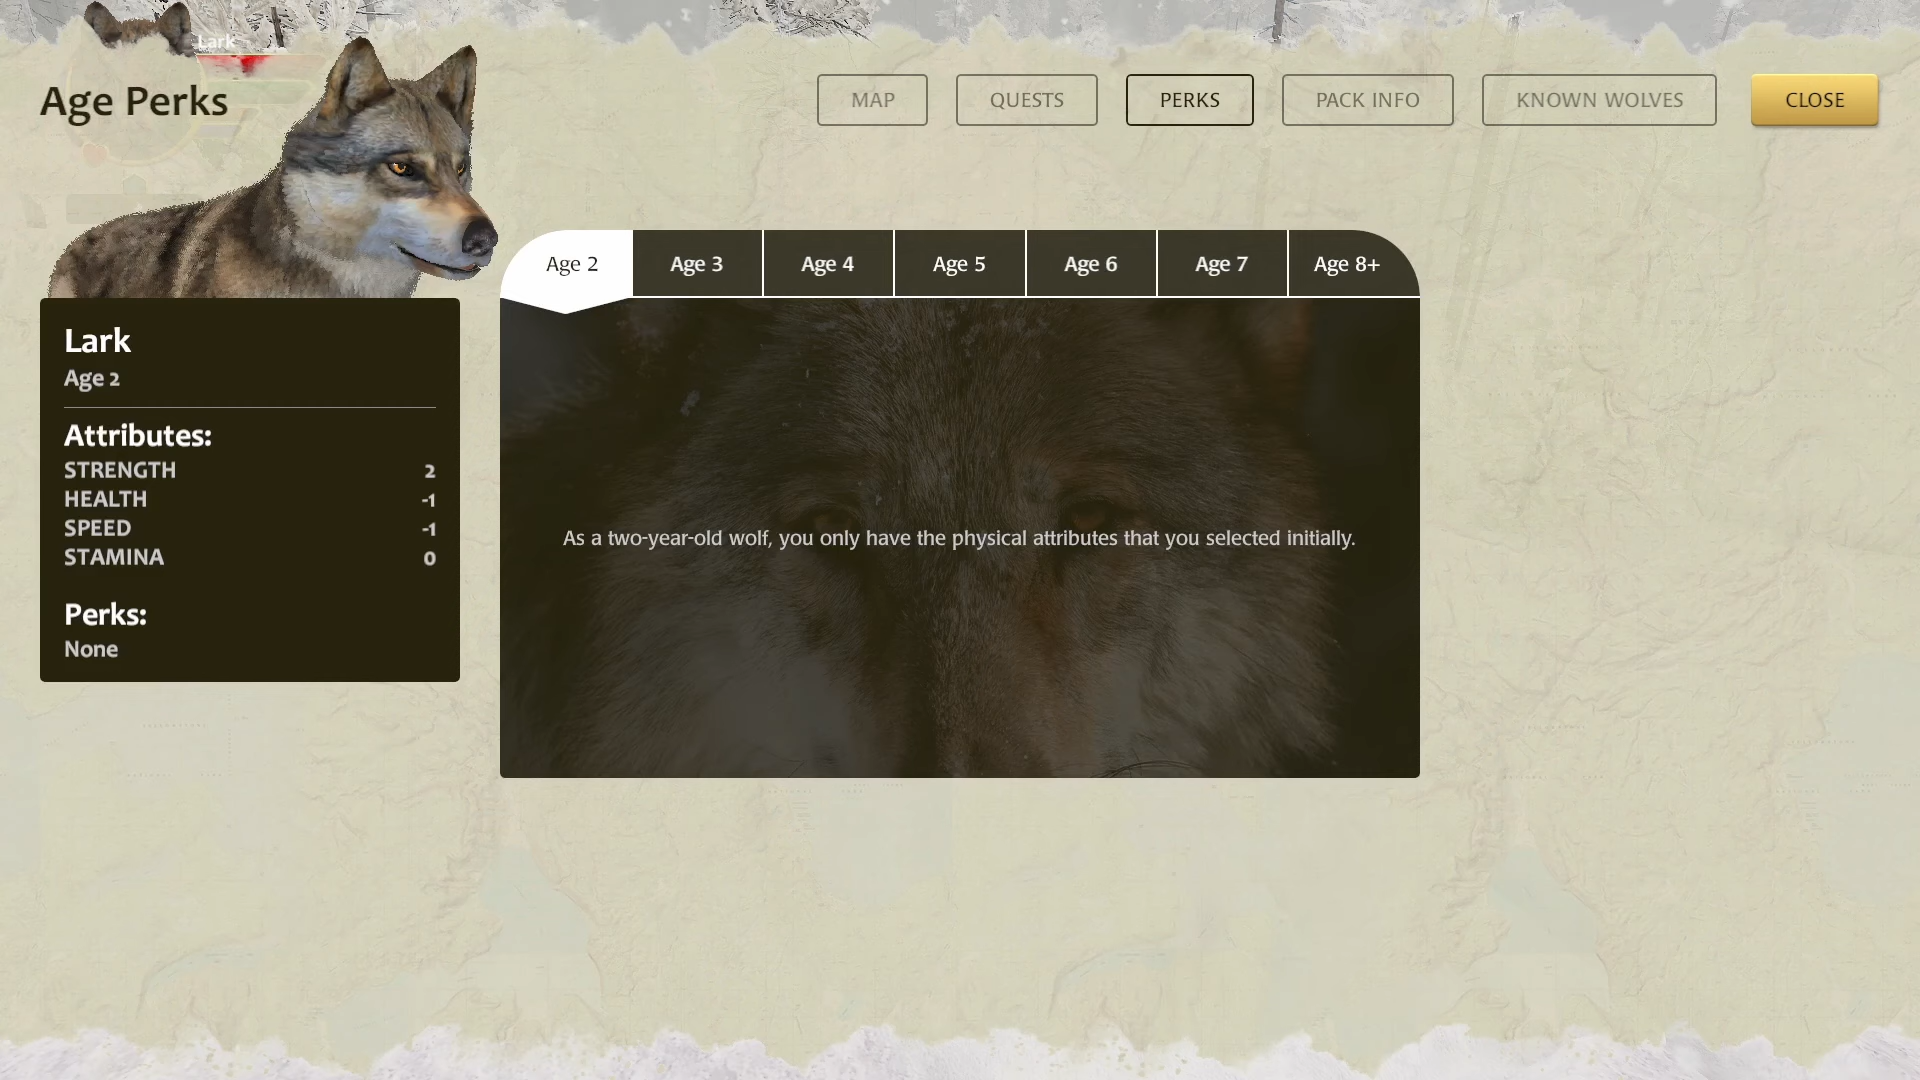 Lark
Age Perks
MAP
QUESTS
PERKS
PACK INFO
KNOWN WOLVES
CLOSE
Age 2
Age 3
Age 4
Age 5
Age 6
Age 7
Age 8+
Lark
Age 2
Attributes:
STRENGTH 2
HEALTH -1
SPEED -1
STAMINA 0
Perks:
None
As a two-year-old wolf, you only have the physical attributes that you selected initially.